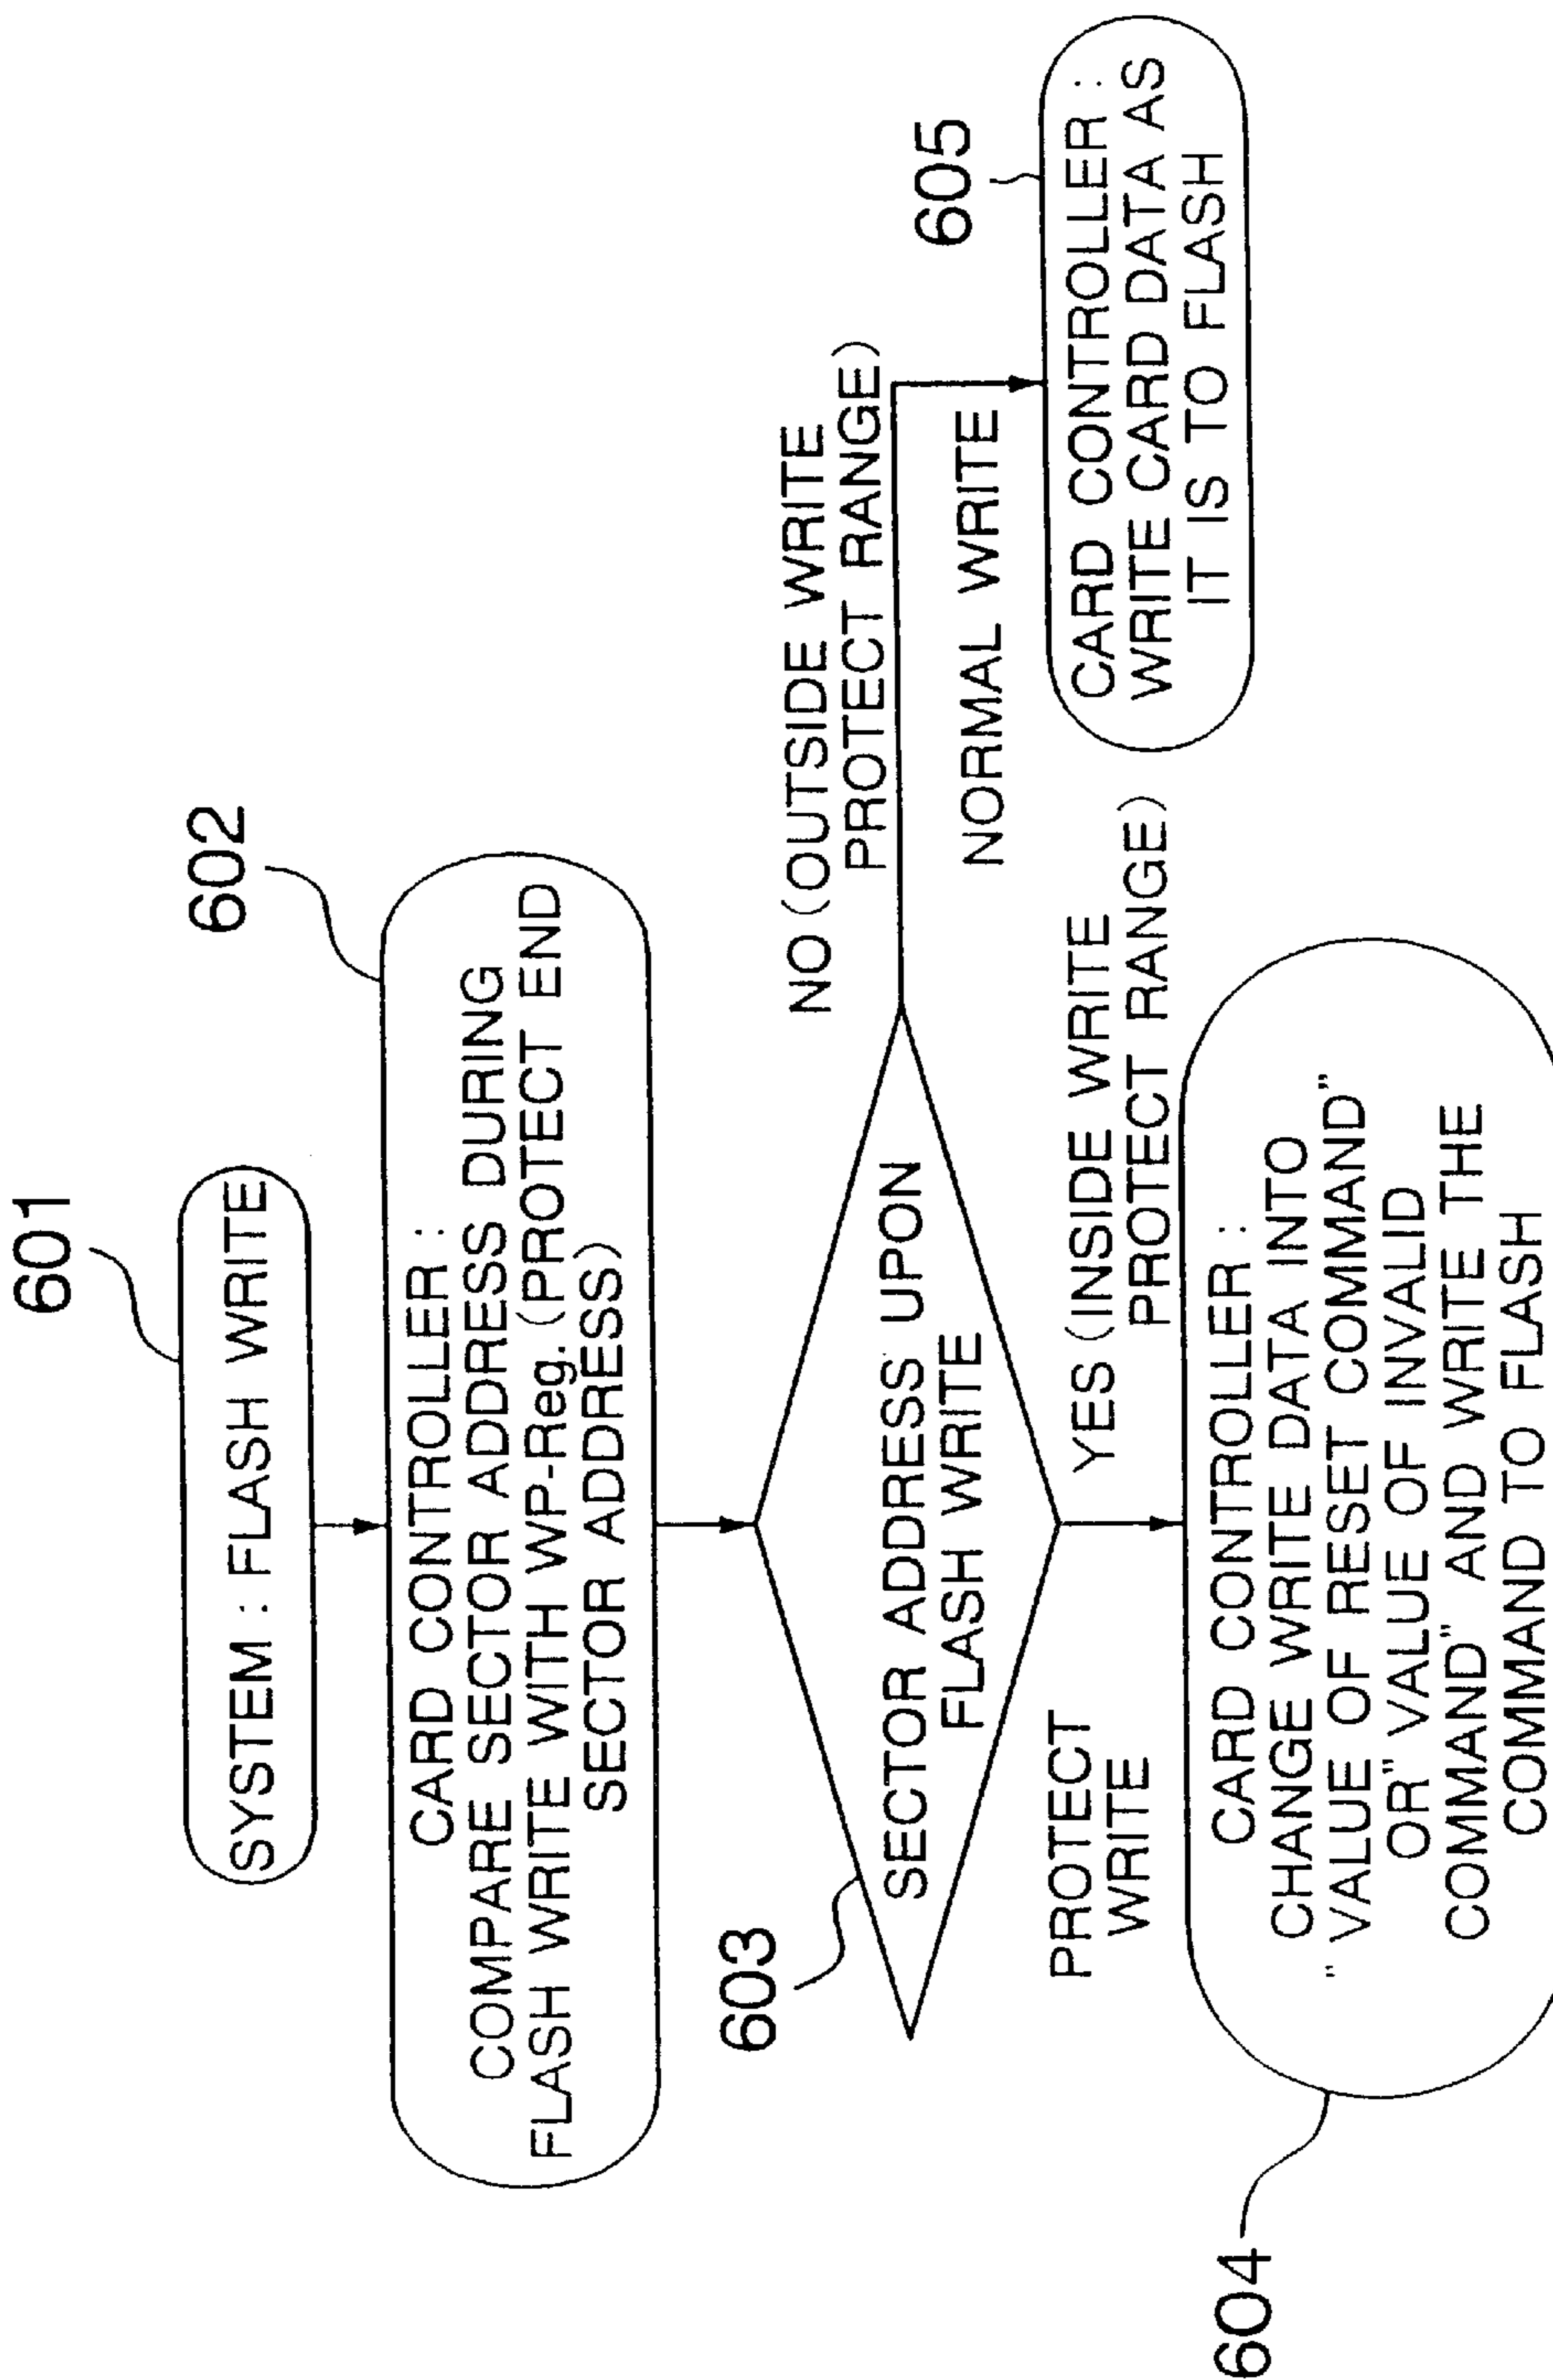 601
SYSTEM : FLASH WRITE
602
CARD CONTROLLER :
COMPARE SECTOR ADDRESS DURING
FLASH WRITE WITH WP-Reg. (PROTECT END
SECTOR ADDRESS)
603
SECTOR ADDRESS UPON
FLASH WRITE
NO (OUTSIDE WRITE
PROTECT RANGE)
NORMAL WRITE
605
CARD CONTROLLER :
WRITE CARD DATA AS
IT IS TO FLASH
YES (INSIDE WRITE
PROTECT RANGE)
PROTECT
WRITE
604
CARD CONTROLLER :
CHANGE WRITE DATA INTO
" VALUE OF RESET COMMAND"
OR" VALUE OF INVALID
COMMAND" AND WRITE THE
COMMAND TO FLASH